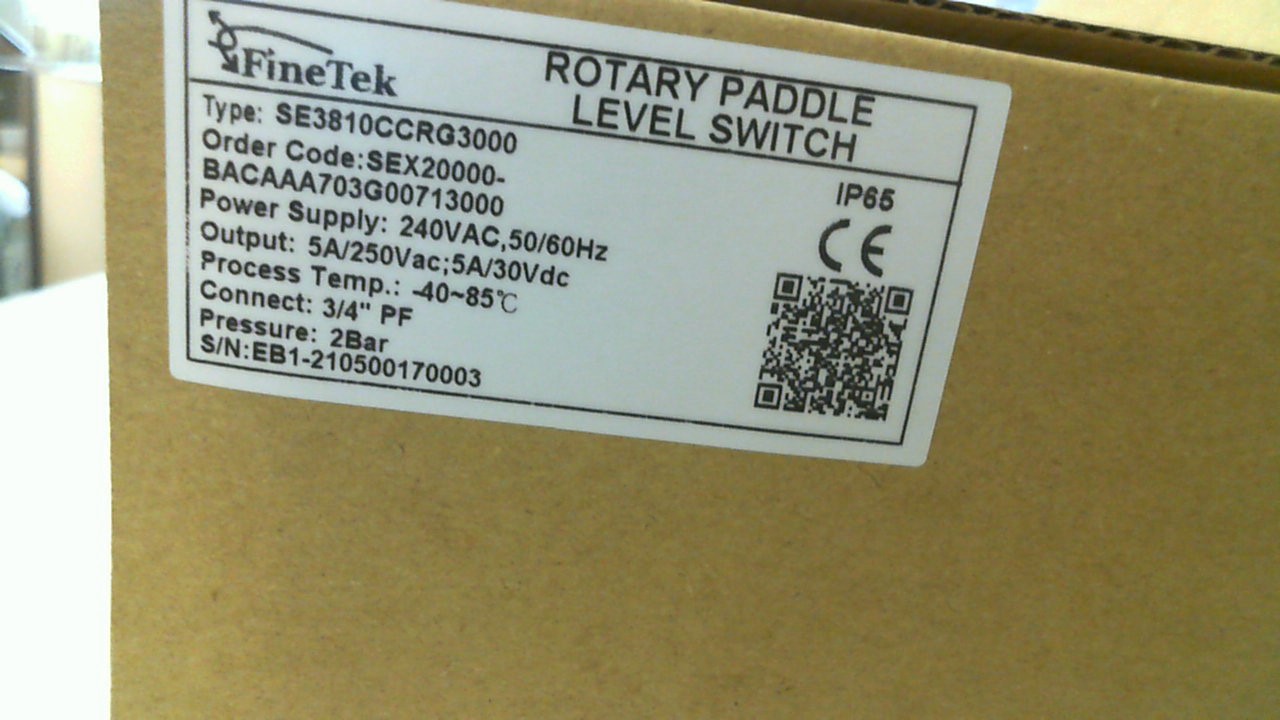 FineTek
ROTARY PADDLE
LEVEL SWITCH
Type: SE3810CCRG3000
Order Code:SEX20000-
BACAAA703G00713000
Power Supply: 240VAC,50/60Hz
Output: 5A/250Vac;5A/30Vdc
Process Temp.: -40~85℃
Connect: 3/4" PF
Pressure: 2Bar
S/N:EB1-210500170003
IP65
CE